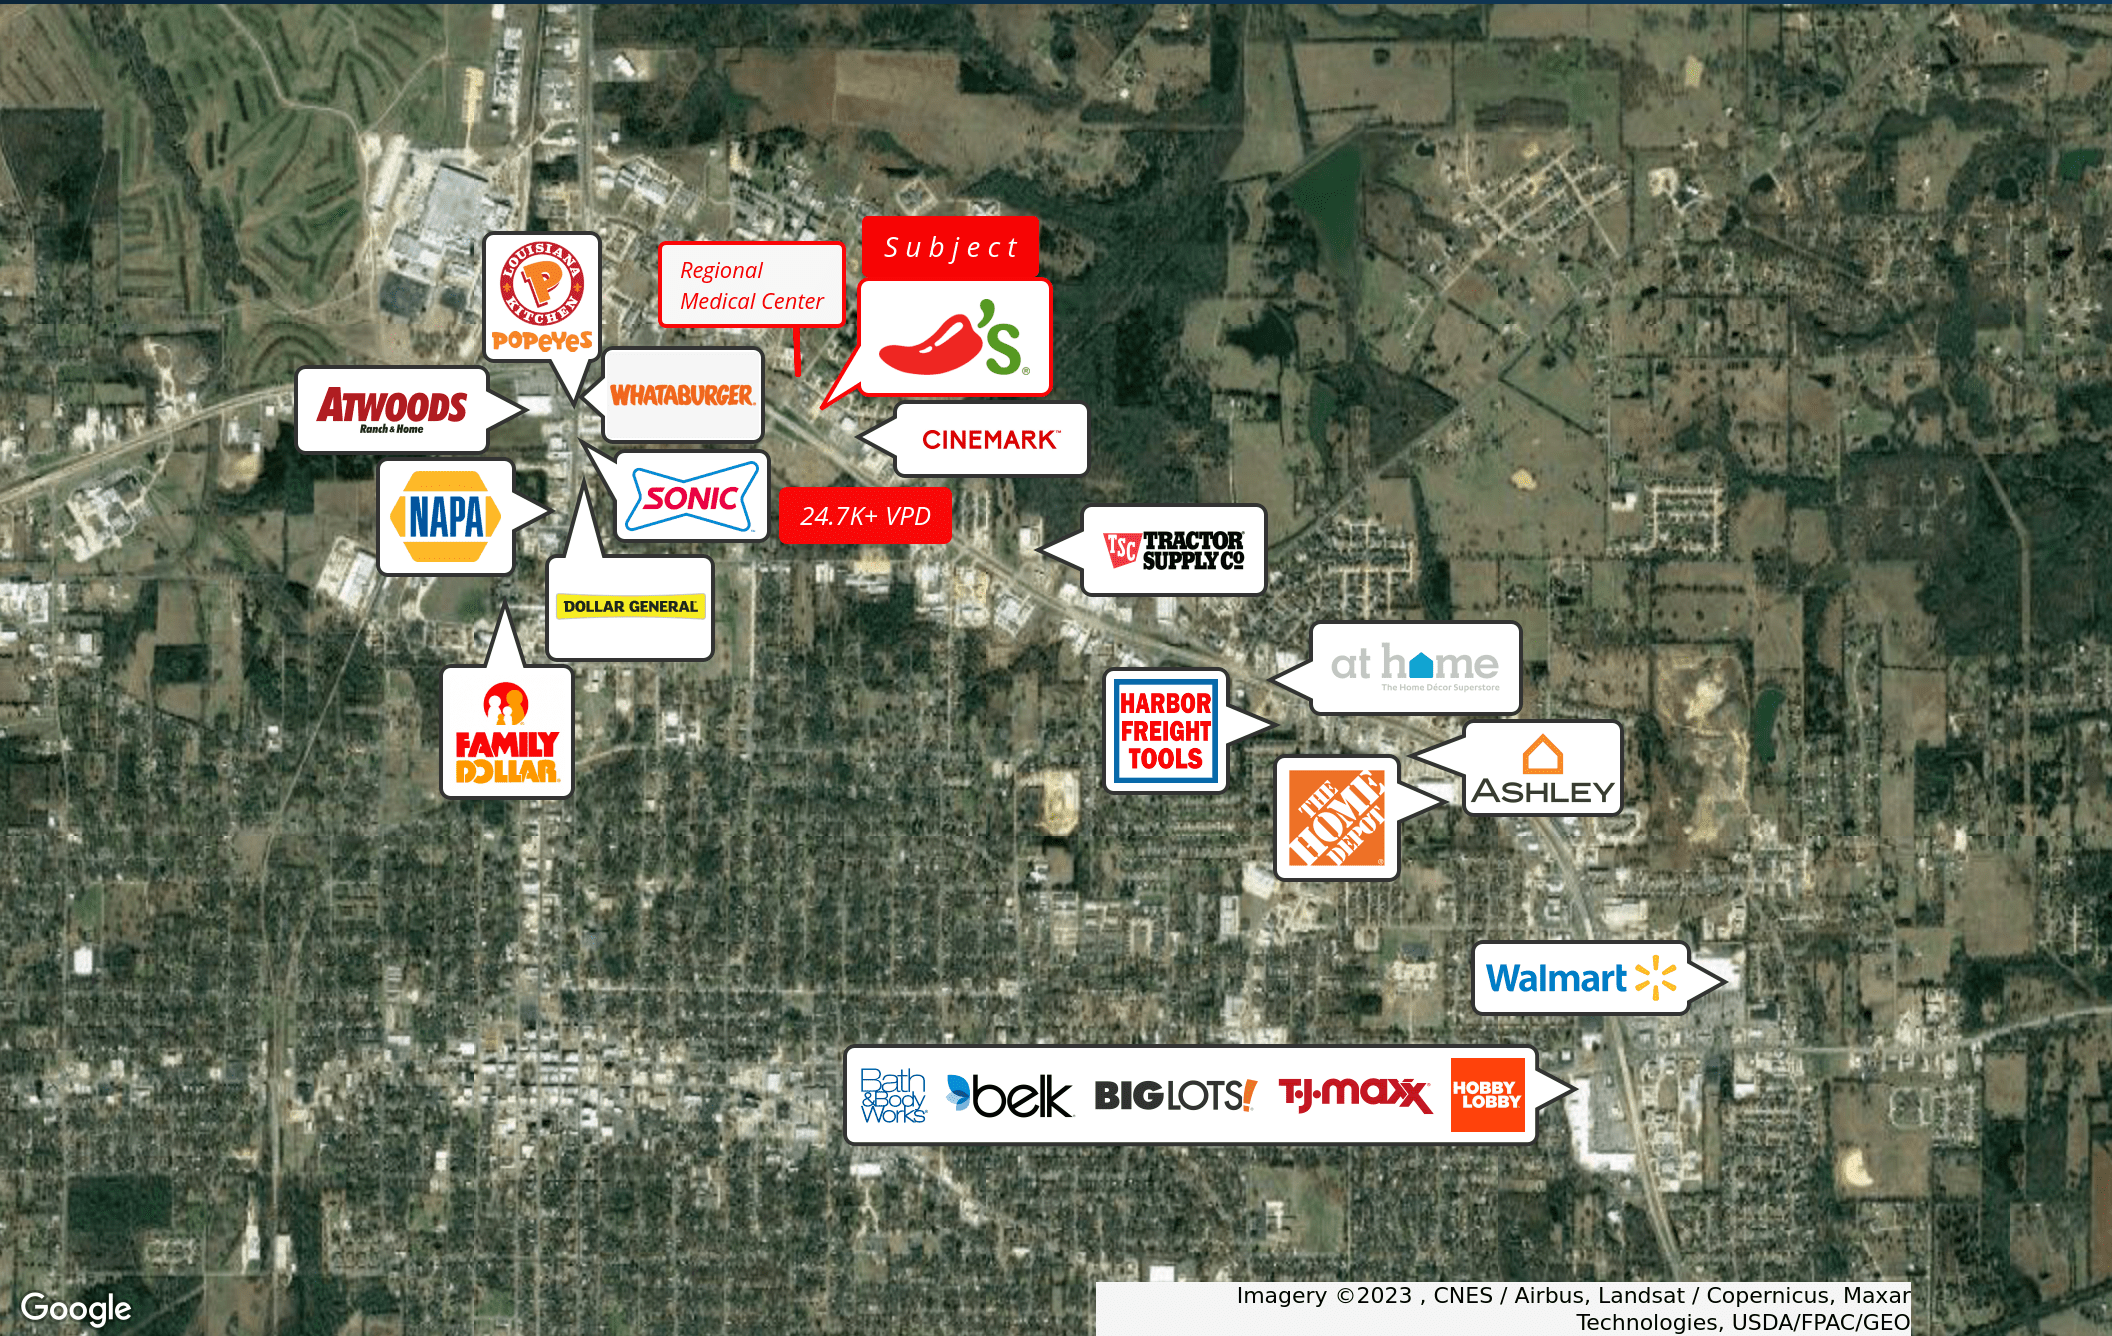 Subject
Regional
Medical Center
LOUISIANA
P
KITCHEN
POPEYES
'S
®
ATWOODS
Ranch & Home
WHATABURGER
CINEMARK™
NAPA
SONIC
24.7K+ VPD
TSC
TRACTOR
SUPPLY CO
DOLLAR GENERAL
at home
The Home Décor Superstore
FAMILY
DOLLAR
HARBOR
FREIGHT
TOOLS
ASHLEY
THE
HOME
DEPOT
Walmart
Bath
& Body
Works
belk
BIG LOTS!
T·J·maxx
HOBBY
LOBBY
Google
Imagery ©2023 , CNES / Airbus, Landsat / Copernicus, Maxar
Technologies, USDA/FPAC/GEO